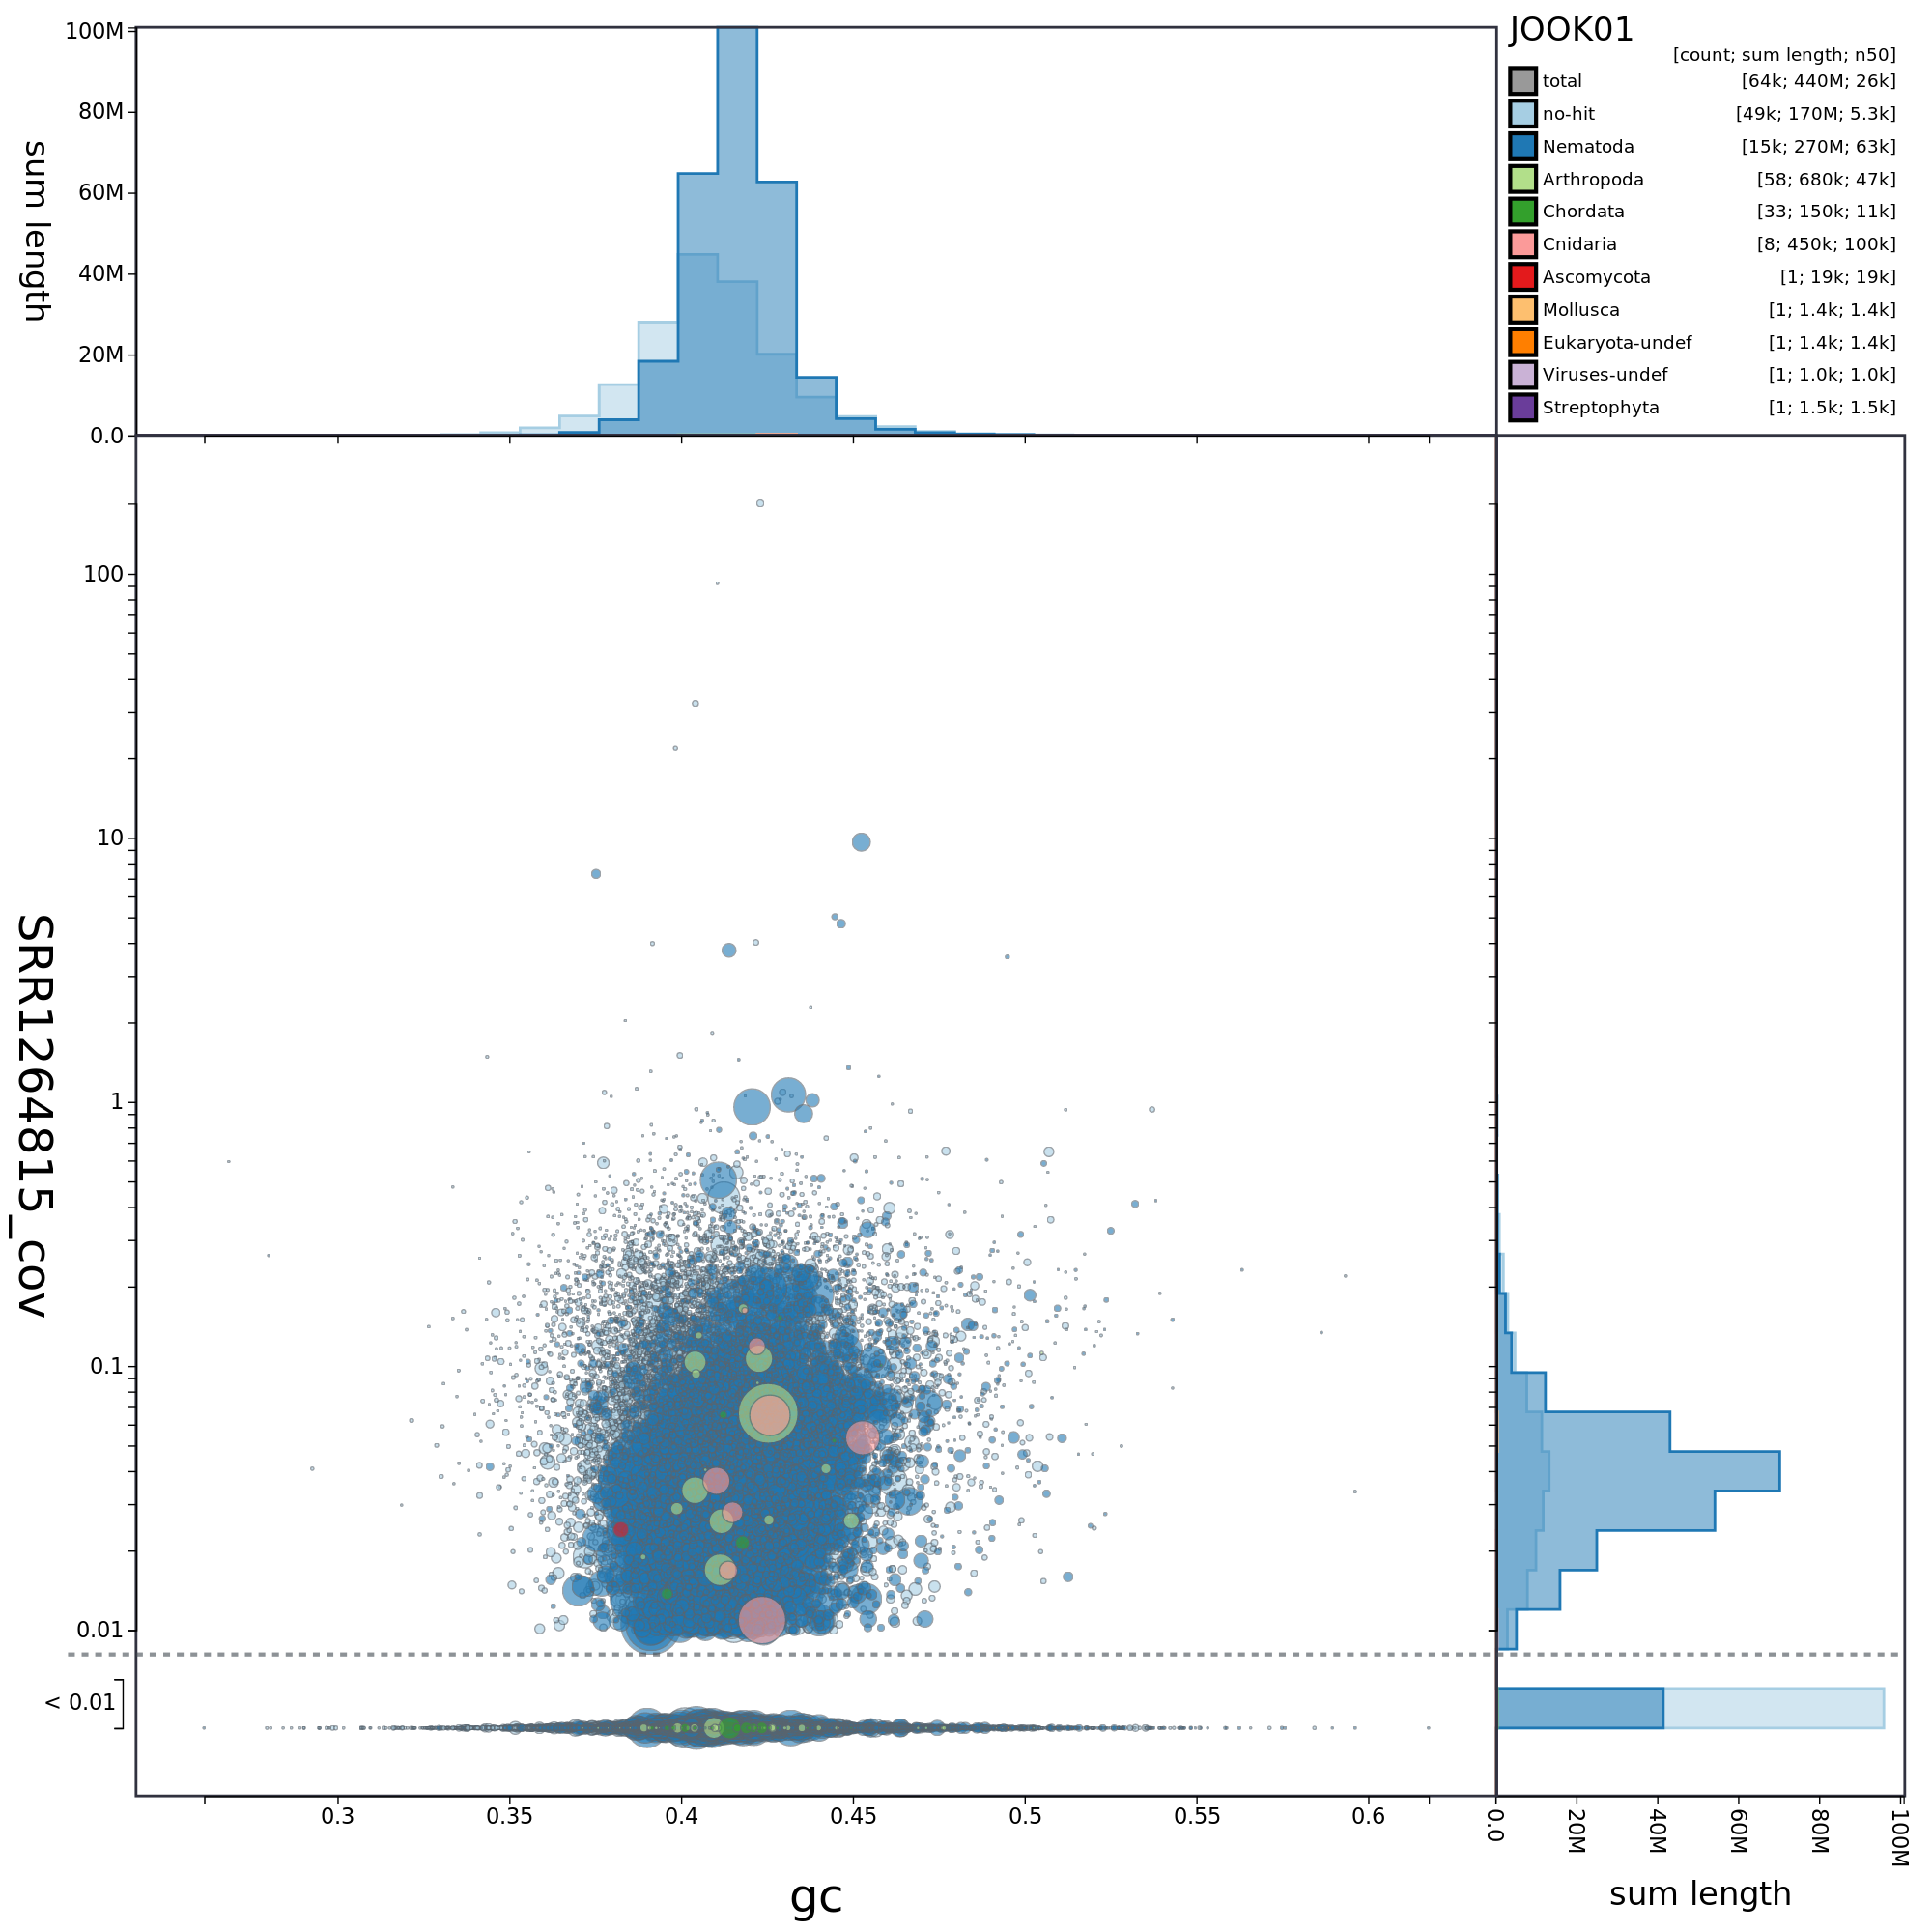 JOOK01
[count; sum length; n50]
total [64k; 440M; 26k]
no-hit [49k; 170M; 5.3k]
Nematoda [15k; 270M; 63k]
Arthropoda [58; 680k; 47k]
Chordata [33; 150k; 11k]
Cnidaria [8; 450k; 100k]
Ascomycota [1; 19k; 19k]
Mollusca [1; 1.4k; 1.4k]
Eukaryota-undef [1; 1.4k; 1.4k]
Viruses-undef [1; 1.0k; 1.0k]
Streptophyta [1; 1.5k; 1.5k]
sum length
100M
80M
60M
40M
20M
0.0
SRR1264815_cov
100
10
1
0.1
0.01
< 0.01
0.3 0.35 0.4 0.45 0.5 0.55 0.6
gc
0.0 20M 40M 60M 80M 100M
sum length